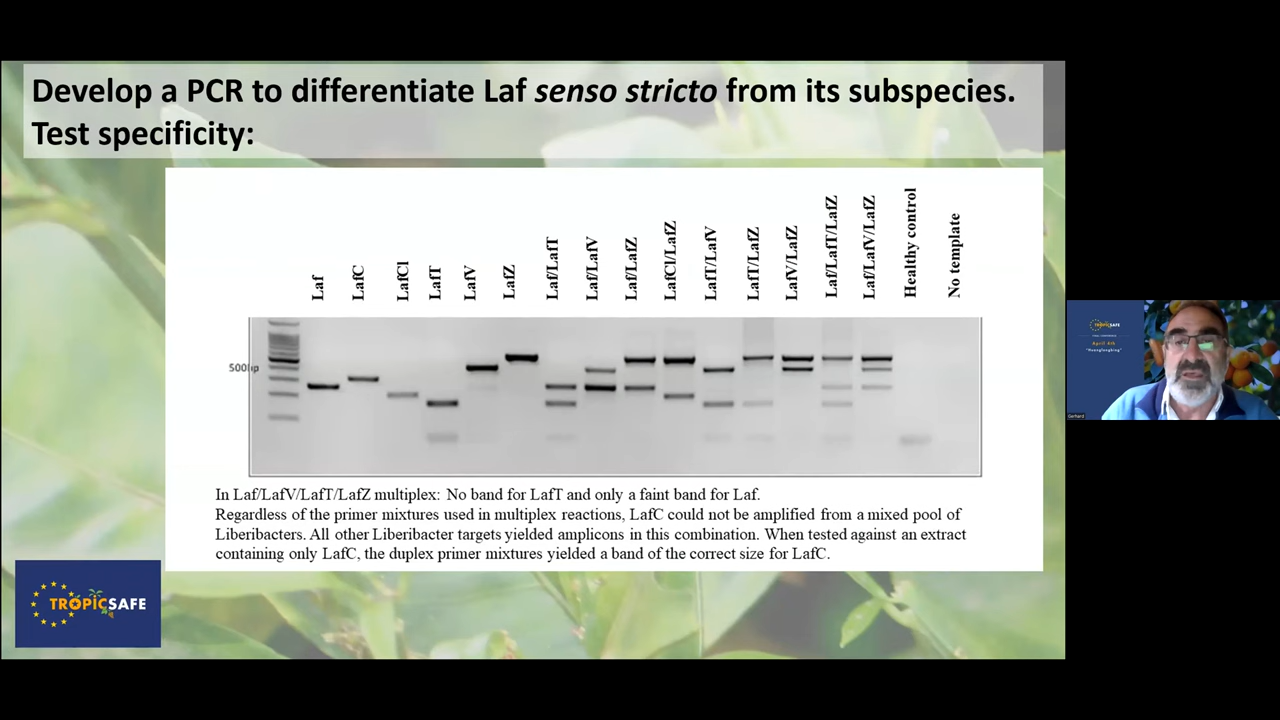 Develop a PCR to differentiate Laf senso stricto from its subspecies.
Test specificity:
Laf
LafC
LafCl
LafT
LafV
LafZ
Laf/LafT
Laf/LafV
Laf/LafZ
LafCl/LafZ
LafT/LafV
LafT/LafZ
LafV/LafZ
Laf/LafT/LafZ
Laf/LafV/LafZ
Healthy control
No template
500bp
In Laf/LafV/LafT/LafZ multiplex: No band for LafT and only a faint band for Laf.
Regardless of the primer mixtures used in multiplex reactions, LafC could not be amplified from a mixed pool of
Liberibacters. All other Liberibacter targets yielded amplicons in this combination. When tested against an extract
containing only LafC, the duplex primer mixtures yielded a band of the correct size for LafC.
TROPICSAFE
TROPICSAFE
April 6th
"Huanglongbing"
Gerhard